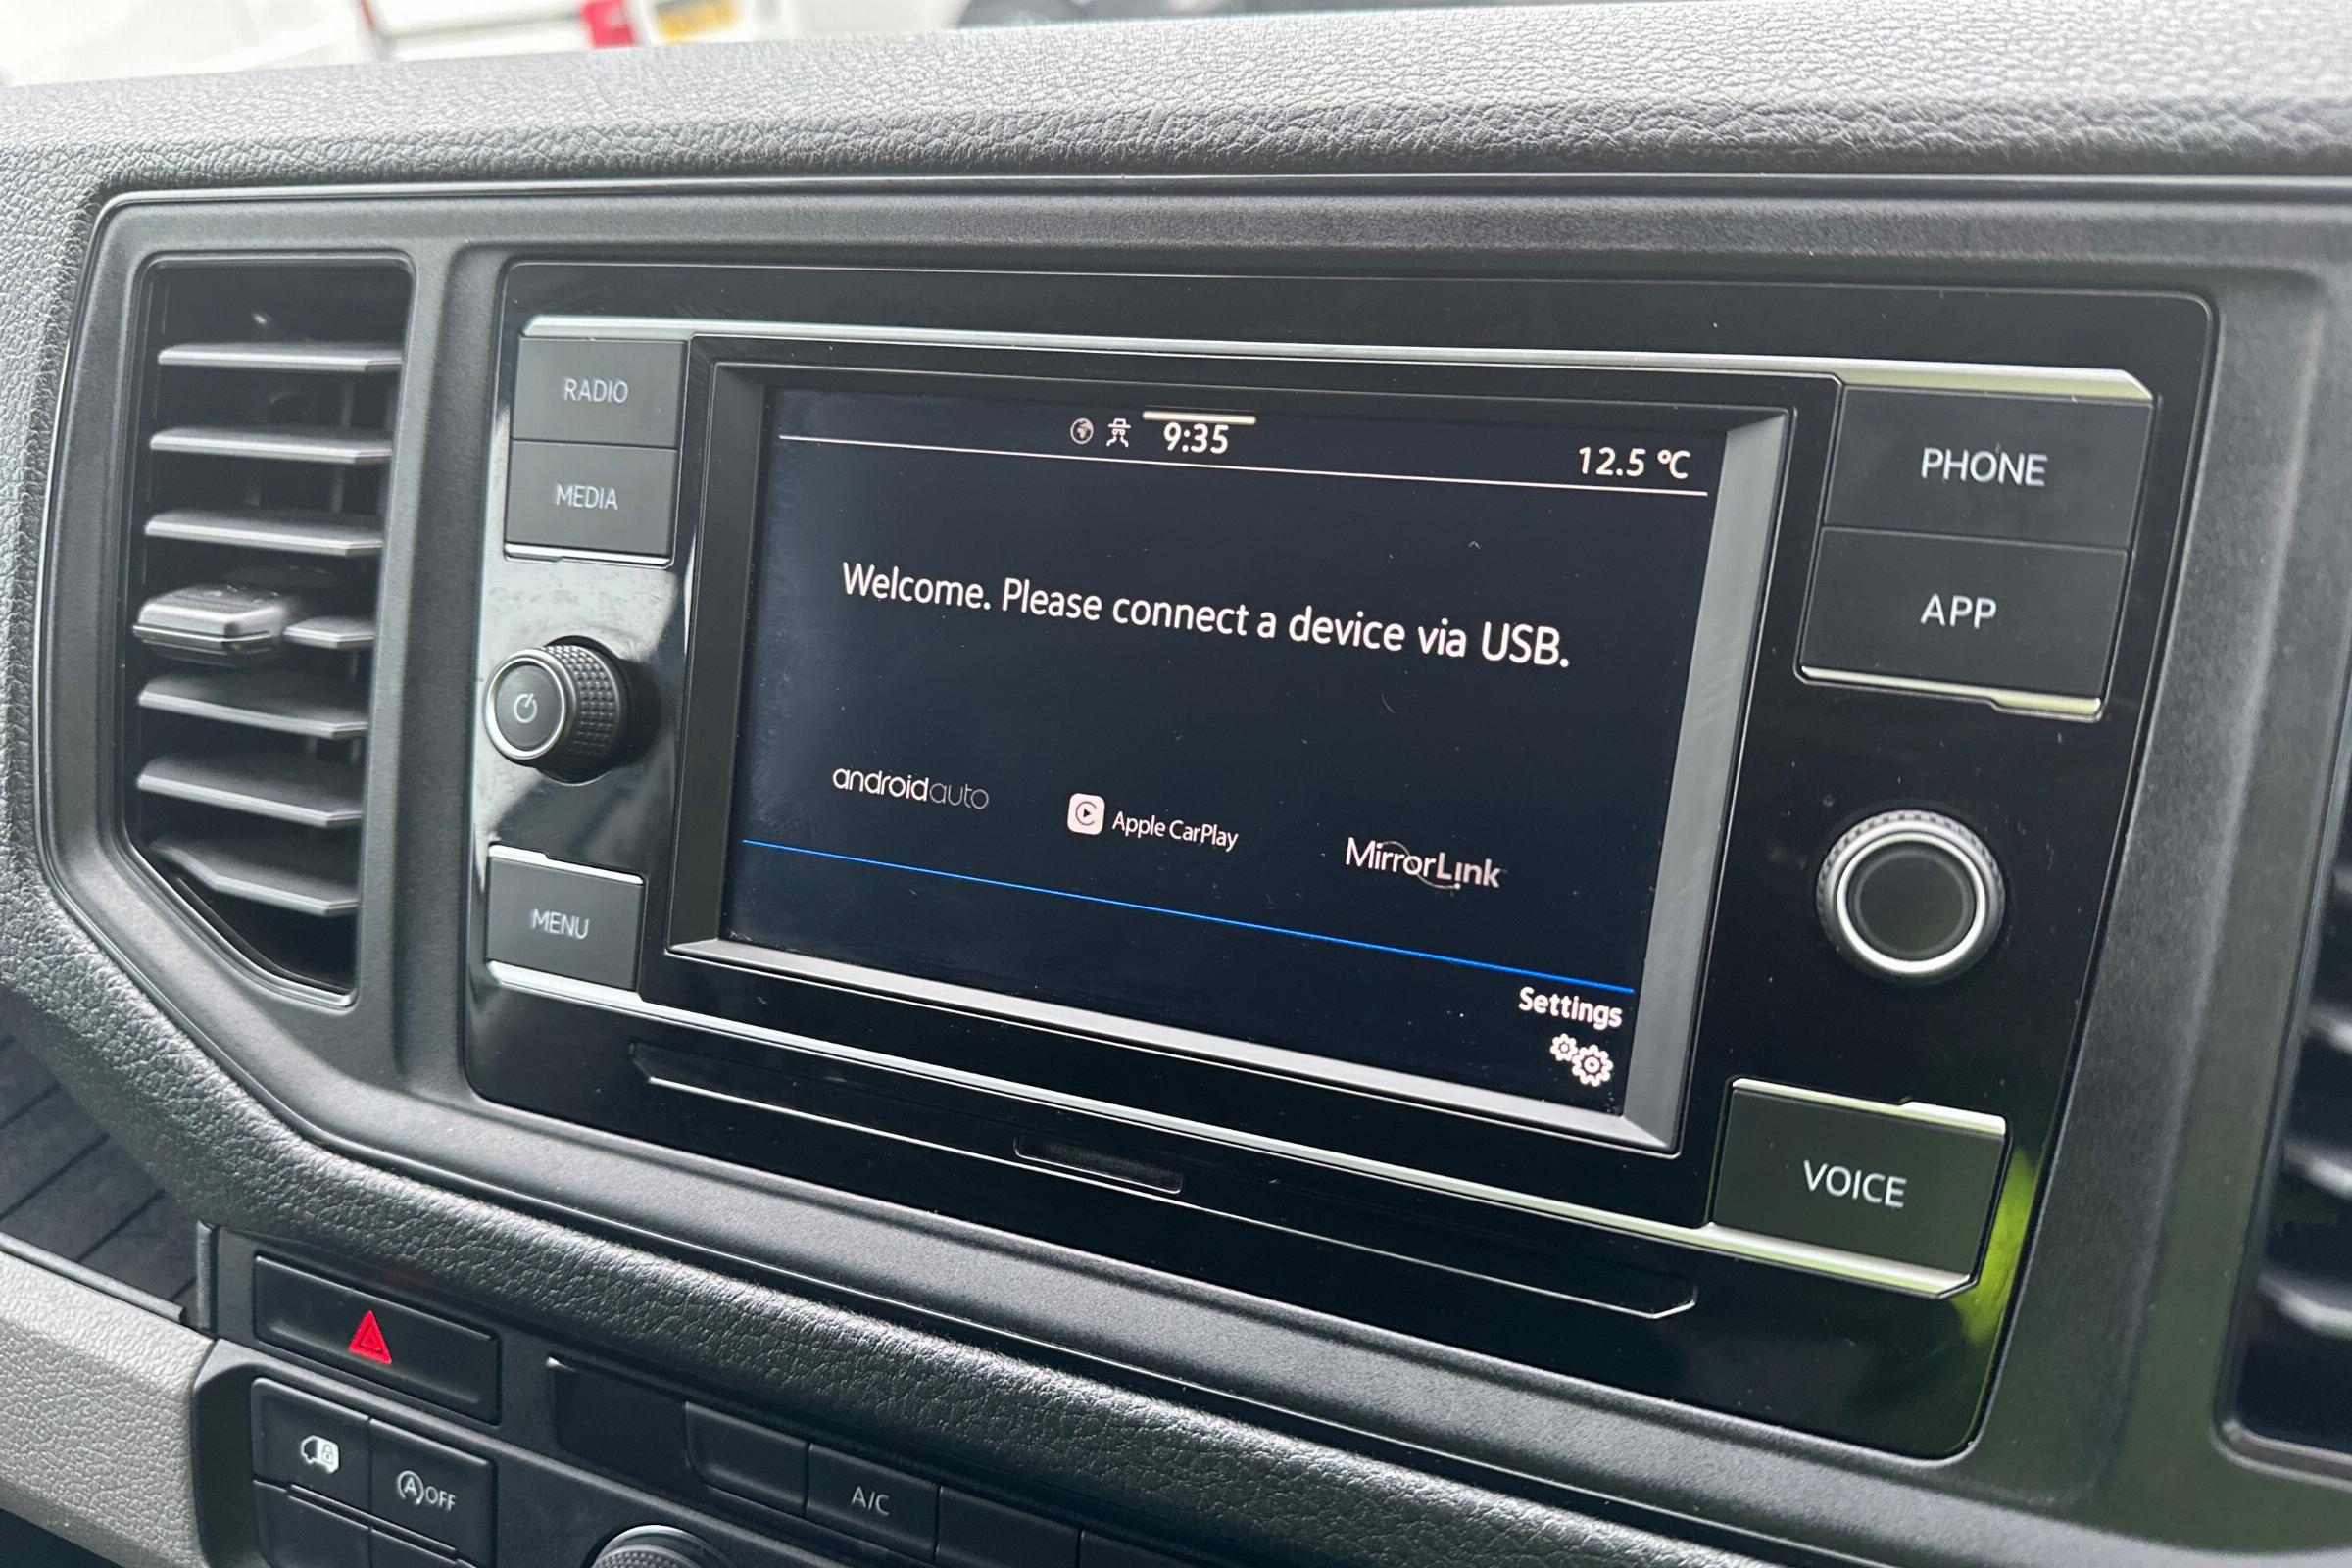 RADIO
MEDIA
9:35
12.5 °C
PHONE
APP
Welcome. Please connect a device via USB.
androidauto
Apple CarPlay
MirrorLink
MENU
Settings
VOICE
A OFF
A/C